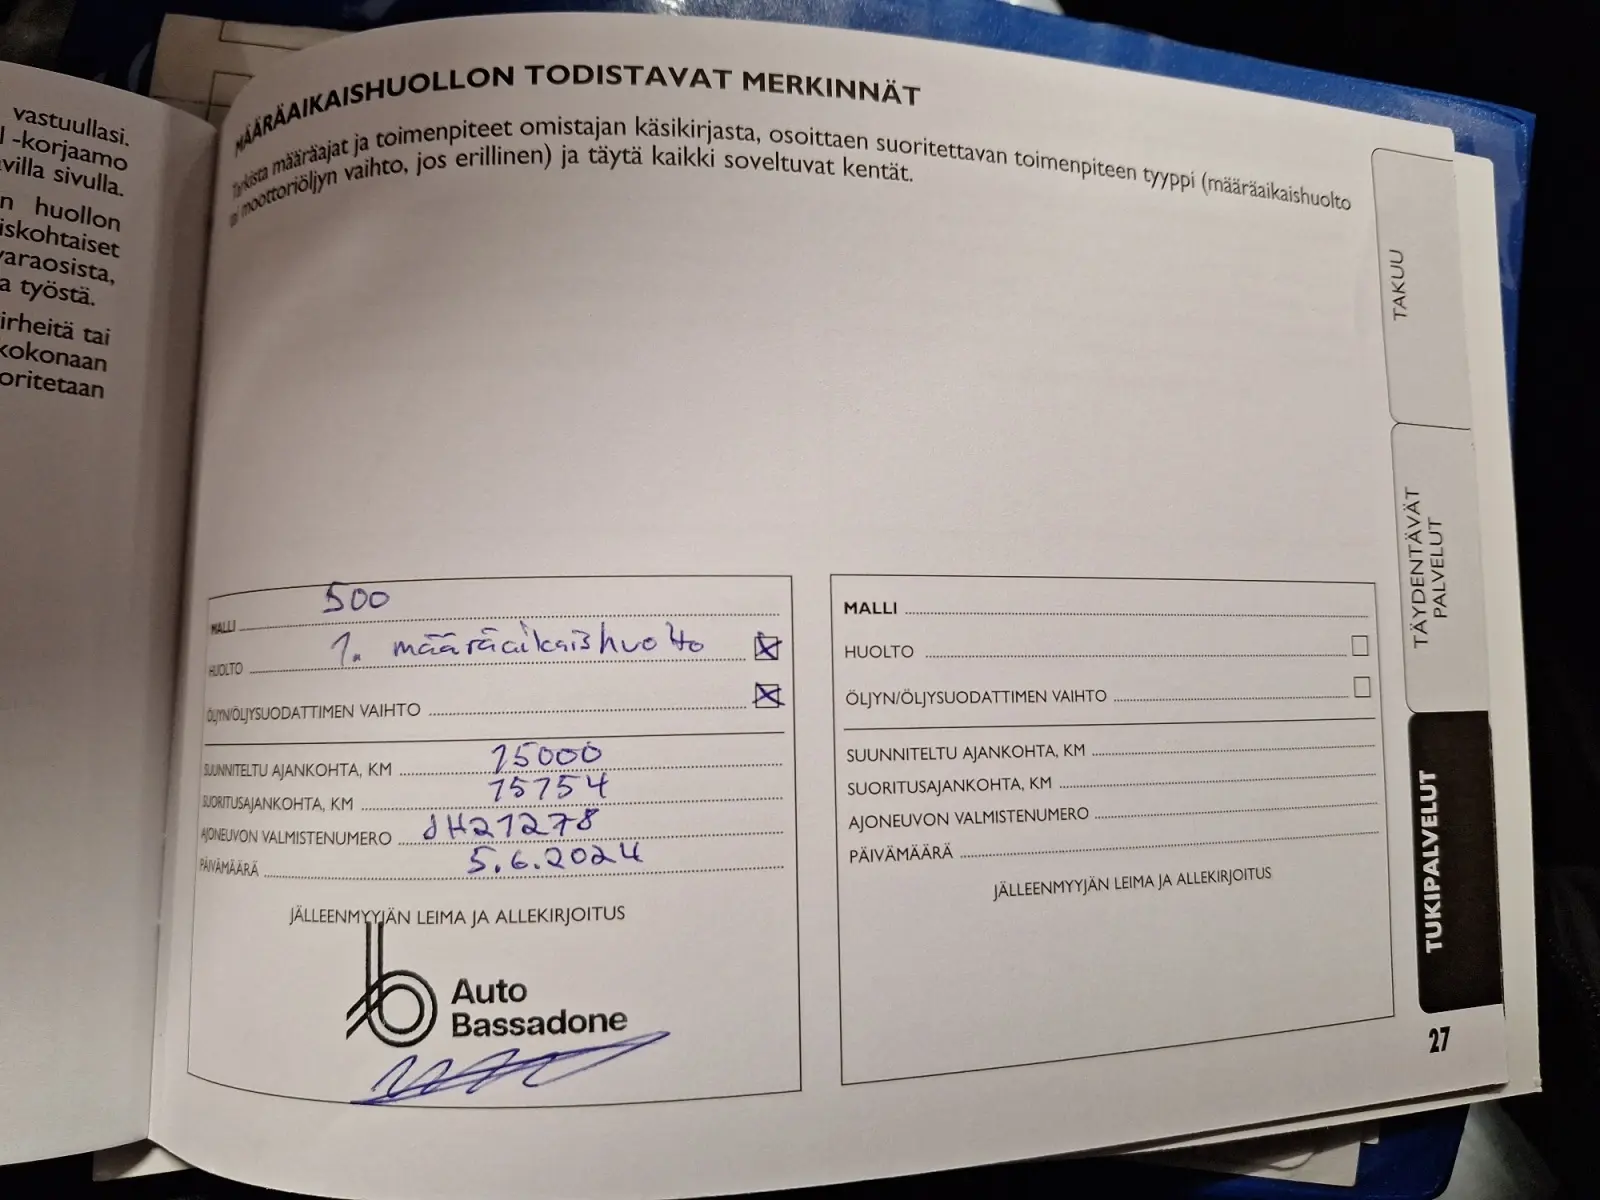 vastuullasi.
-korjaamo
villa sivulla.
n huollon
iskohtaiset
varaosista,
a työstä.
irheitä tai
kokonaan
oritetaan
MÄÄRÄAIKAISHUOLLON TODISTAVAT MERKINNÄT
Tarkista määräajat ja toimenpiteet omistajan käsikirjasta, osoittaen suoritettavan toimenpiteen tyyppi (määräaikaishuolto
tai moottoriöljyn vaihto, jos erillinen) ja täytä kaikki soveltuvat kentät.
MALLI 500
HUOLTO 1. määräaikaishuolto
ÖLJYN/ÖLJYSUODATTIMEN VAIHTO
SUUNNITELTU AJANKOHTA, KM 15000
SUORITUSAJANKOHTA, KM 15754
AJONEUVON VALMISTENUMERO JH21278
PÄIVÄMÄÄRÄ 5.6.2024
JÄLLEENMYYJÄN LEIMA JA ALLEKIRJOITUS
Auto
Bassadone
MALLI
HUOLTO
ÖLJYN/ÖLJYSUODATTIMEN VAIHTO
SUUNNITELTU AJANKOHTA, KM
SUORITUSAJANKOHTA, KM
AJONEUVON VALMISTENUMERO
PÄIVÄMÄÄRÄ
JÄLLEENMYYJÄN LEIMA JA ALLEKIRJOITUS
TAKUU
TÄYDENTÄVÄT
PALVELUT
TUKIPALVELUT
27